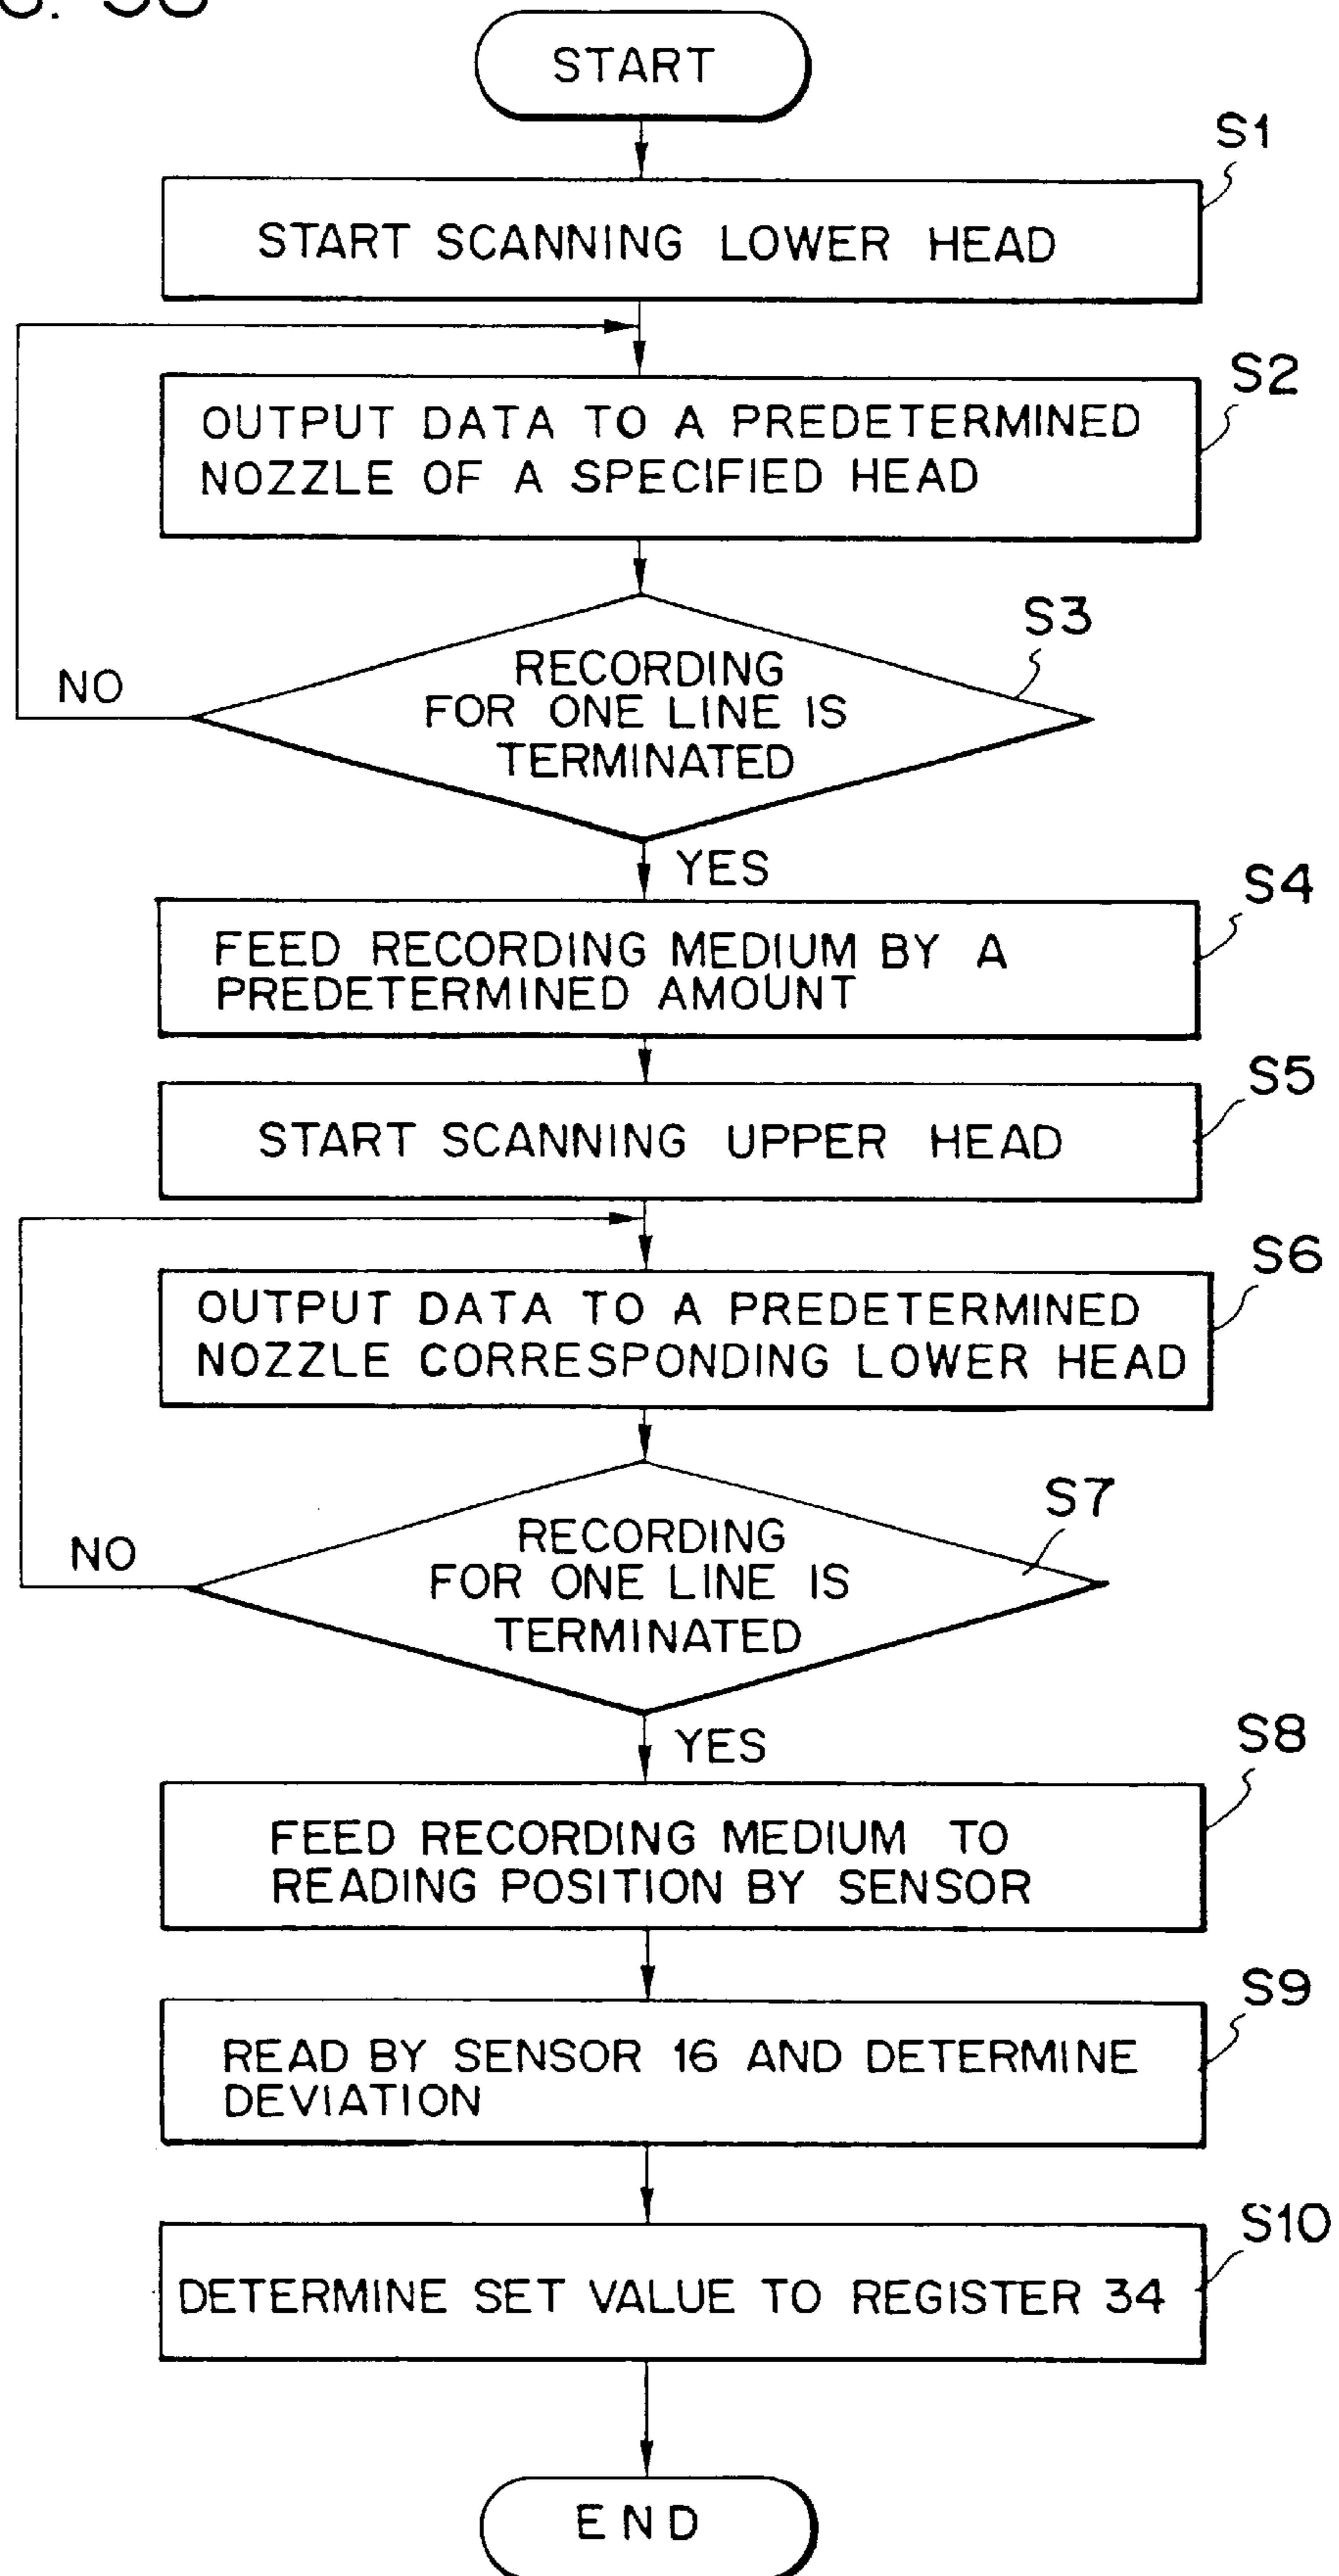 START
S1
START SCANNING LOWER HEAD
S2
OUTPUT DATA TO A PREDETERMINED
NOZZLE OF A SPECIFIED HEAD
S3
RECORDING
FOR ONE LINE IS
TERMINATED
NO
YES
S4
FEED RECORDING MEDIUM BY A
PREDETERMINED AMOUNT
S5
START SCANNING UPPER HEAD
S6
OUTPUT DATA TO A PREDETERMINED
NOZZLE CORRESPONDING LOWER HEAD
S7
RECORDING
FOR ONE LINE IS
TERMINATED
NO
YES
S8
FEED RECORDING MEDIUM TO
READING POSITION BY SENSOR
S9
READ BY SENSOR 16 AND DETERMINE
DEVIATION
S10
DETERMINE SET VALUE TO REGISTER 34
END